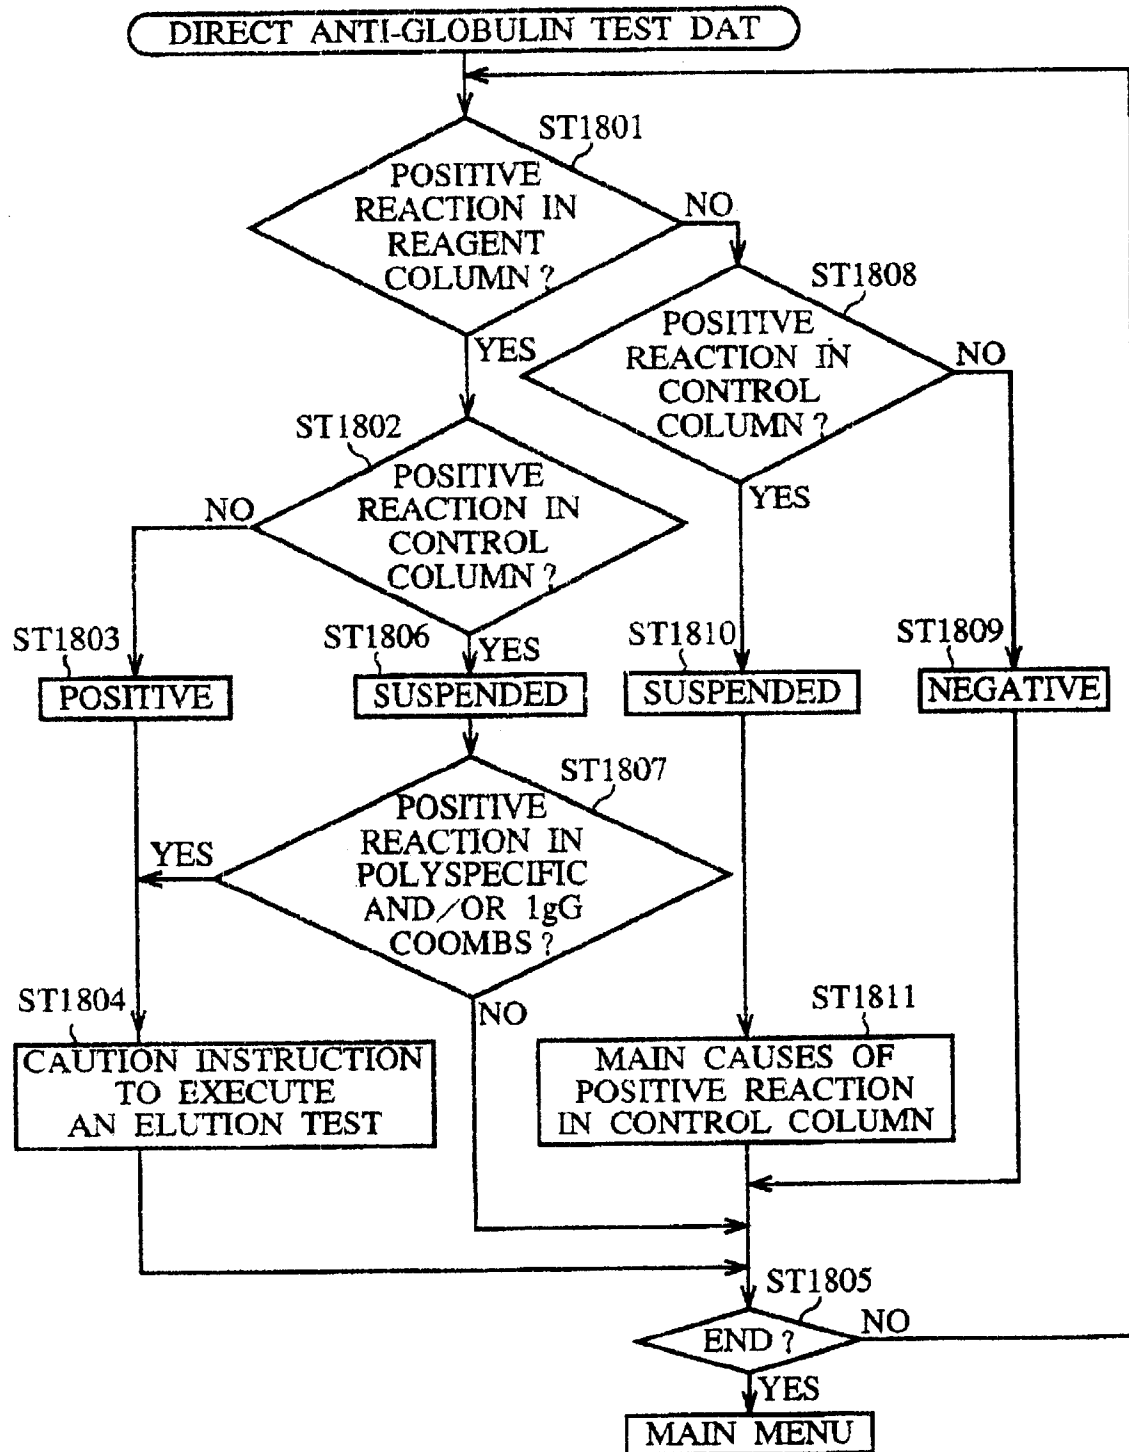 DIRECT ANTI-GLOBULIN TEST DAT
ST1801
POSITIVE
REACTION IN
REAGENT
COLUMN?
NO
YES
ST1808
POSITIVE
REACTION IN
CONTROL
COLUMN?
NO
YES
ST1802
POSITIVE
REACTION IN
CONTROL
COLUMN?
NO
YES
ST1803
POSITIVE
ST1806
SUSPENDED
ST1810
SUSPENDED
ST1809
NEGATIVE
ST1807
POSITIVE
REACTION IN
POLYSPECIFIC
AND/OR 1gG
COOMBS?
YES
NO
ST1804
CAUTION INSTRUCTION
TO EXECUTE
AN ELUTION TEST
ST1811
MAIN CAUSES OF
POSITIVE REACTION
IN CONTROL COLUMN
ST1805
END?
NO
YES
MAIN MENU